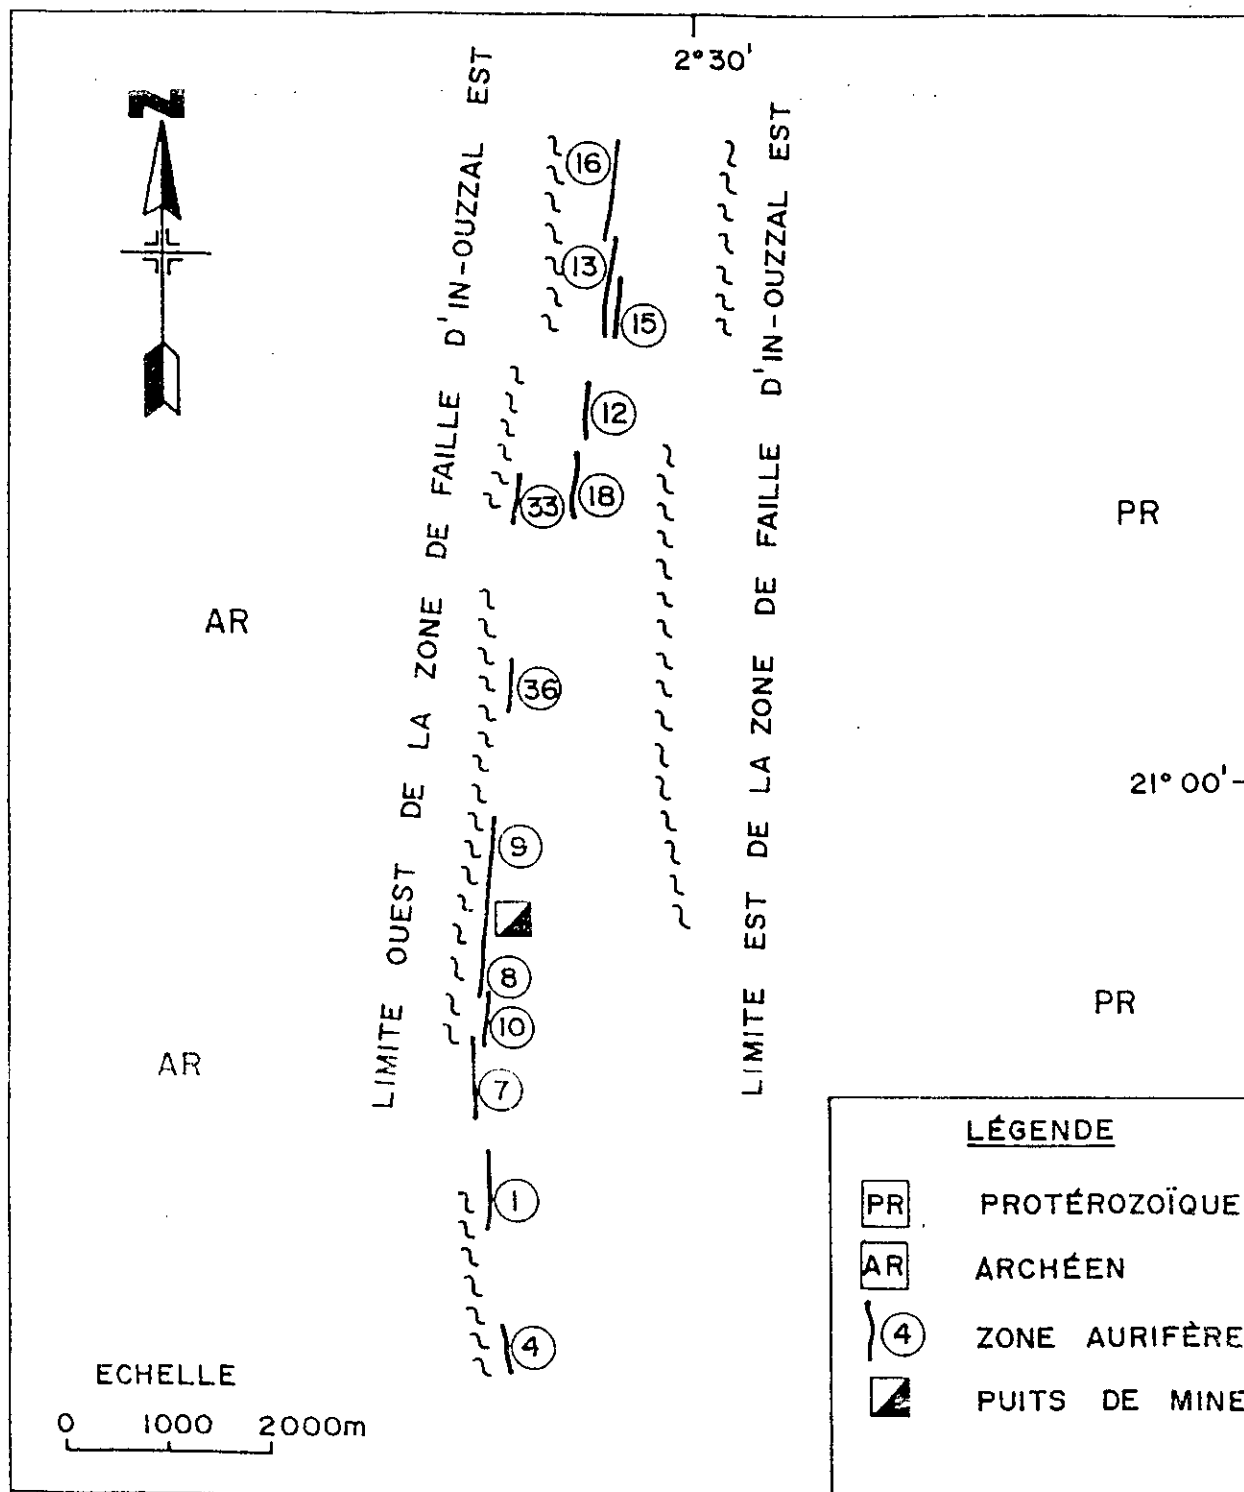 2°30'
N
LIMITE OUEST DE LA ZONE DE FAILLE D'IN-OUZZAL EST
LIMITE EST DE LA ZONE DE FAILLE D'IN-OUZZAL EST
16
13
15
12
18
33
PR
AR
36
21°00'
9
8
10
PR
AR
7
1
4
LÉGENDE
PR PROTÉROZOÏQUE
AR ARCHÉEN
4 ZONE AURIFÈRE
PUITS DE MINE
ECHELLE
0 1000 2000m